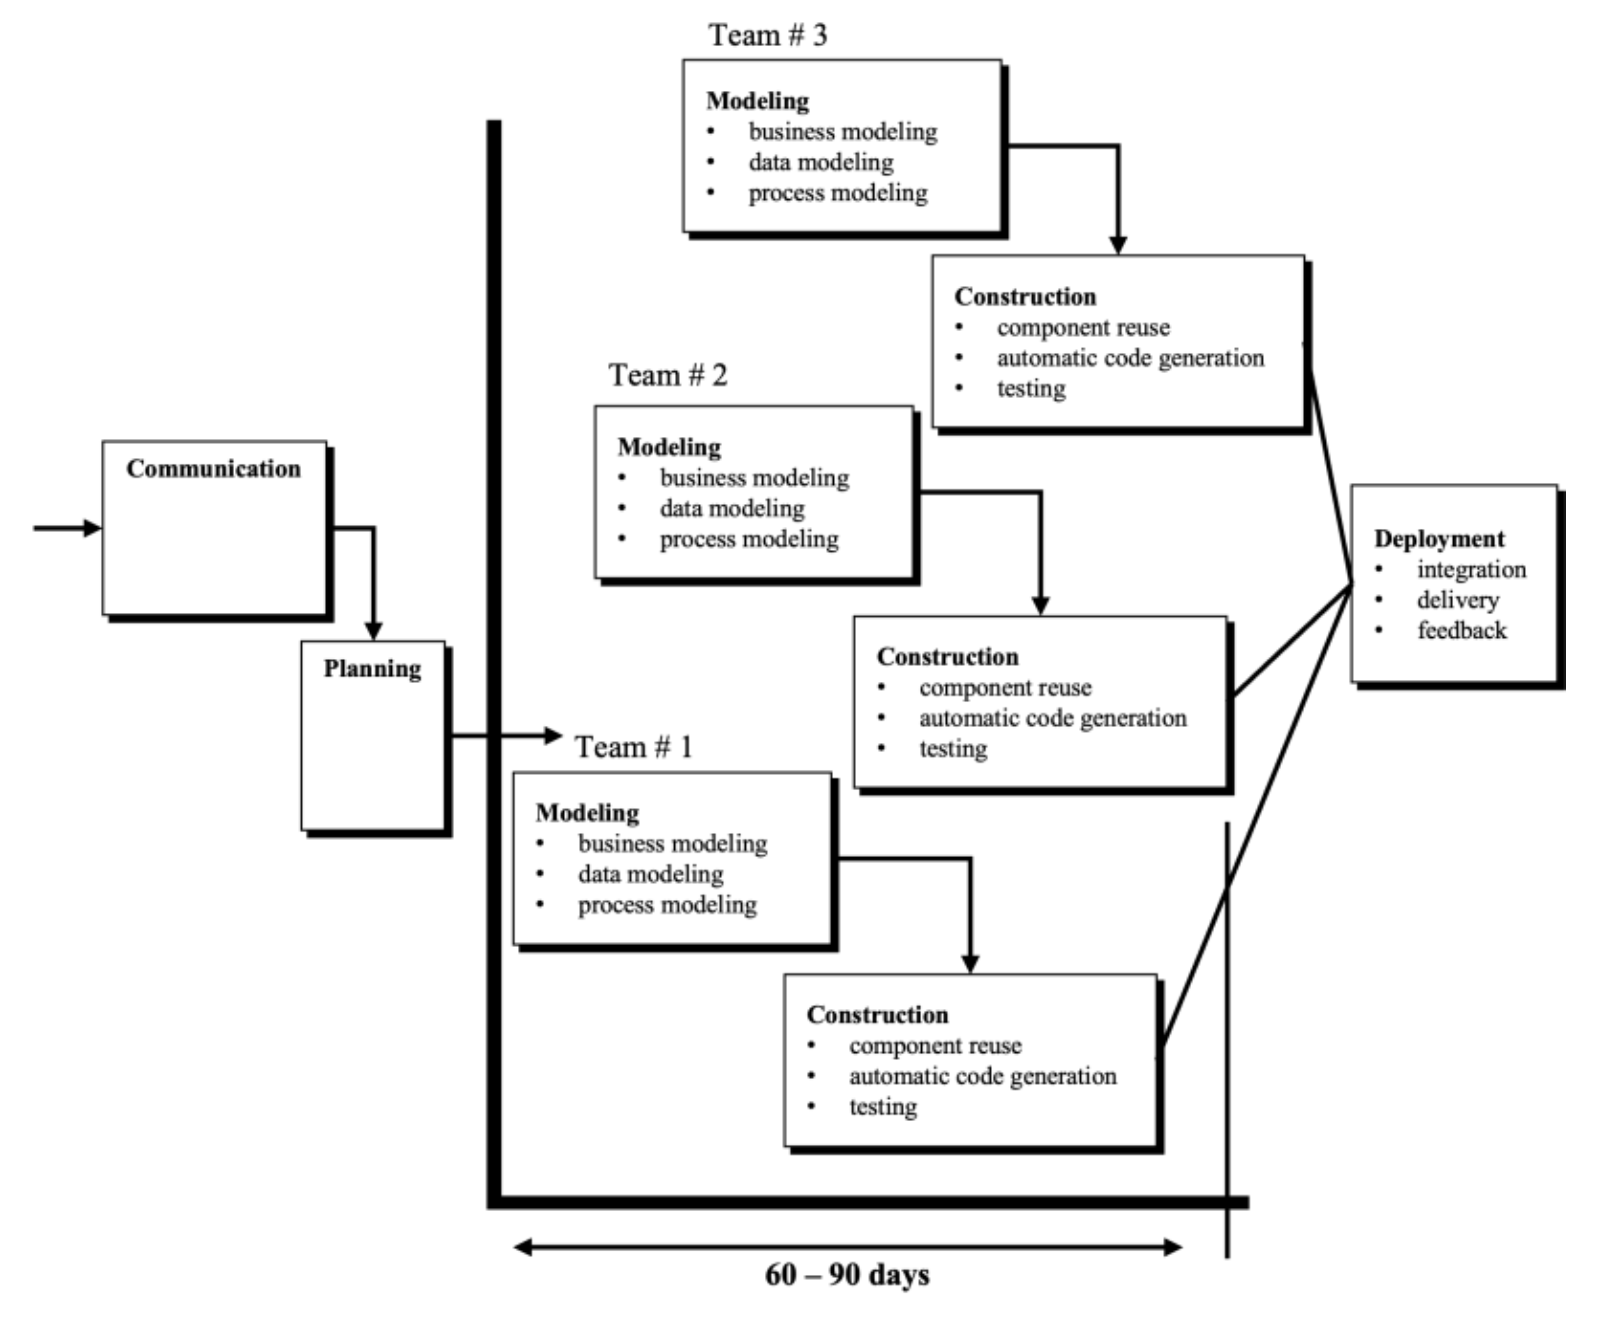 Team # 3
Modeling
• business modeling
• data modeling
• process modeling
Construction
• component reuse
• automatic code generation
• testing
Team # 2
Modeling
• business modeling
• data modeling
• process modeling
Construction
• component reuse
• automatic code generation
• testing
Communication
Planning
Team # 1
Modeling
• business modeling
• data modeling
• process modeling
Construction
• component reuse
• automatic code generation
• testing
Deployment
• integration
• delivery
• feedback
60 – 90 days